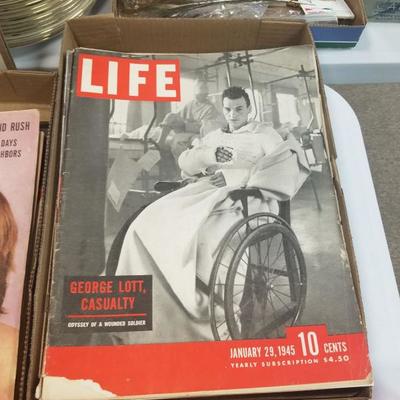 LIFE
GEORGE LOTT,
CASUALTY
ODYSSEY OF A WOUNDED SOLDIER
JANUARY 29, 1945 10 CENTS
YEARLY SUBSCRIPTION $4.50
RUSH
DAYS